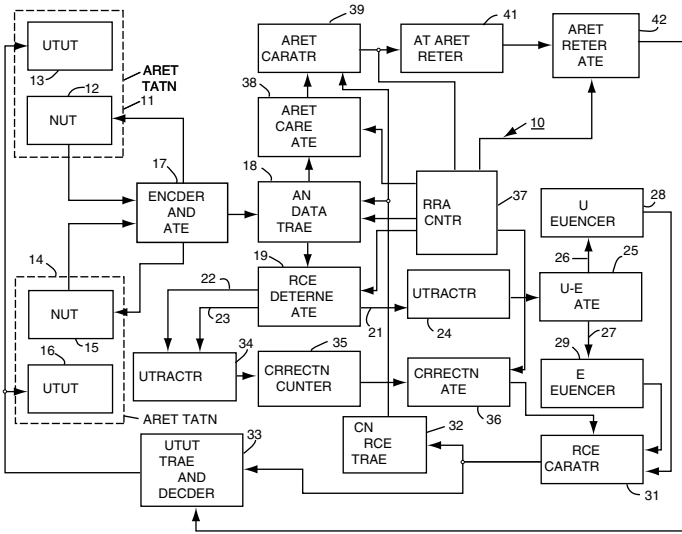 UTUT
13
12
NUT
ARET
TATN
11
17
ENCDER
AND
ATE
14
NUT
15
16
UTUT
ARET TATN
39
ARET
CARATR
38
ARET
CARE
ATE
18
AN
DATA
TRAE
19
RCE
DETERNE
ATE
22
23
21
41
AT ARET
RETER
42
ARET
RETER
ATE
10
RRA
CNTR
37
28
U
EUENCER
26
25
U-E
ATE
27
UTRACTR
24
29
E
EUENCER
34
UTRACTR
35
CRRECTN
CUNTER
CRRECTN
ATE
36
CN
RCE
TRAE
32
33
UTUT
TRAE
AND
DECDER
RCE
CARATR
31